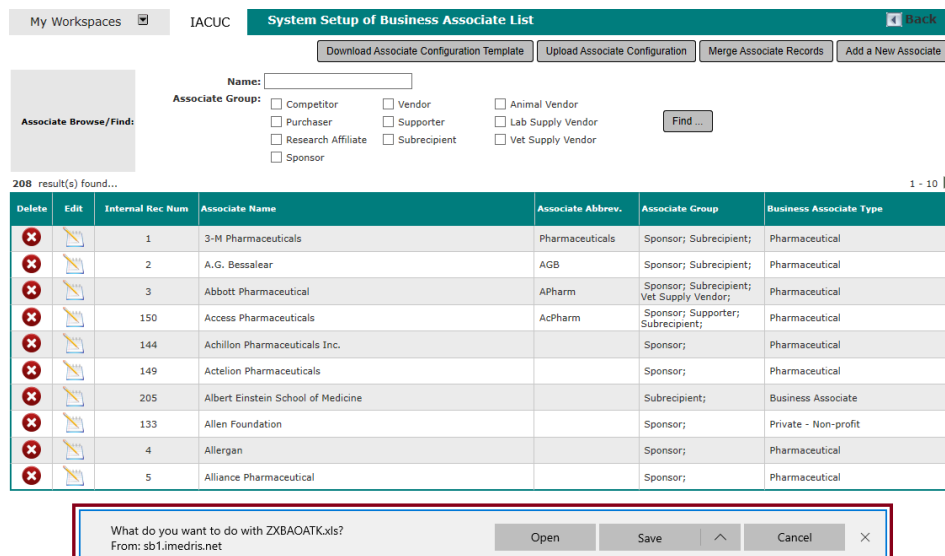 My Workspaces IACUC System Setup of Business Associate List Back
Download Associate Configuration Template Upload Associate Configuration Merge Associate Records Add a New Associate
Name:
Associate Group: Competitor Vendor Animal Vendor
Associate Browse/Find: Purchaser Supporter Lab Supply Vendor Find ...
Research Affiliate Subrecipient Vet Supply Vendor
Sponsor
208 result(s) found... 1 - 10
Delete Edit Internal Rec Num Associate Name Associate Abbrev. Associate Group Business Associate Type
1 3-M Pharmaceuticals Pharmaceuticals Sponsor; Subrecipient; Pharmaceutical
2 A.G. Bessalear AGB Sponsor; Subrecipient; Pharmaceutical
3 Abbott Pharmaceutical APharm Sponsor; Subrecipient; Pharmaceutical
Vet Supply Vendor;
150 Access Pharmaceuticals AcPharm Sponsor; Supporter; Pharmaceutical
Subrecipient;
144 Achillon Pharmaceuticals Inc. Sponsor; Pharmaceutical
149 Actelion Pharmaceuticals Sponsor; Pharmaceutical
205 Albert Einstein School of Medicine Subrecipient; Business Associate
133 Allen Foundation Sponsor; Private - Non-profit
4 Allergan Sponsor; Pharmaceutical
5 Alliance Pharmaceutical Sponsor; Pharmaceutical
What do you want to do with ZXBAOATK.xls? Open Save Cancel
From: sb1.imedris.net